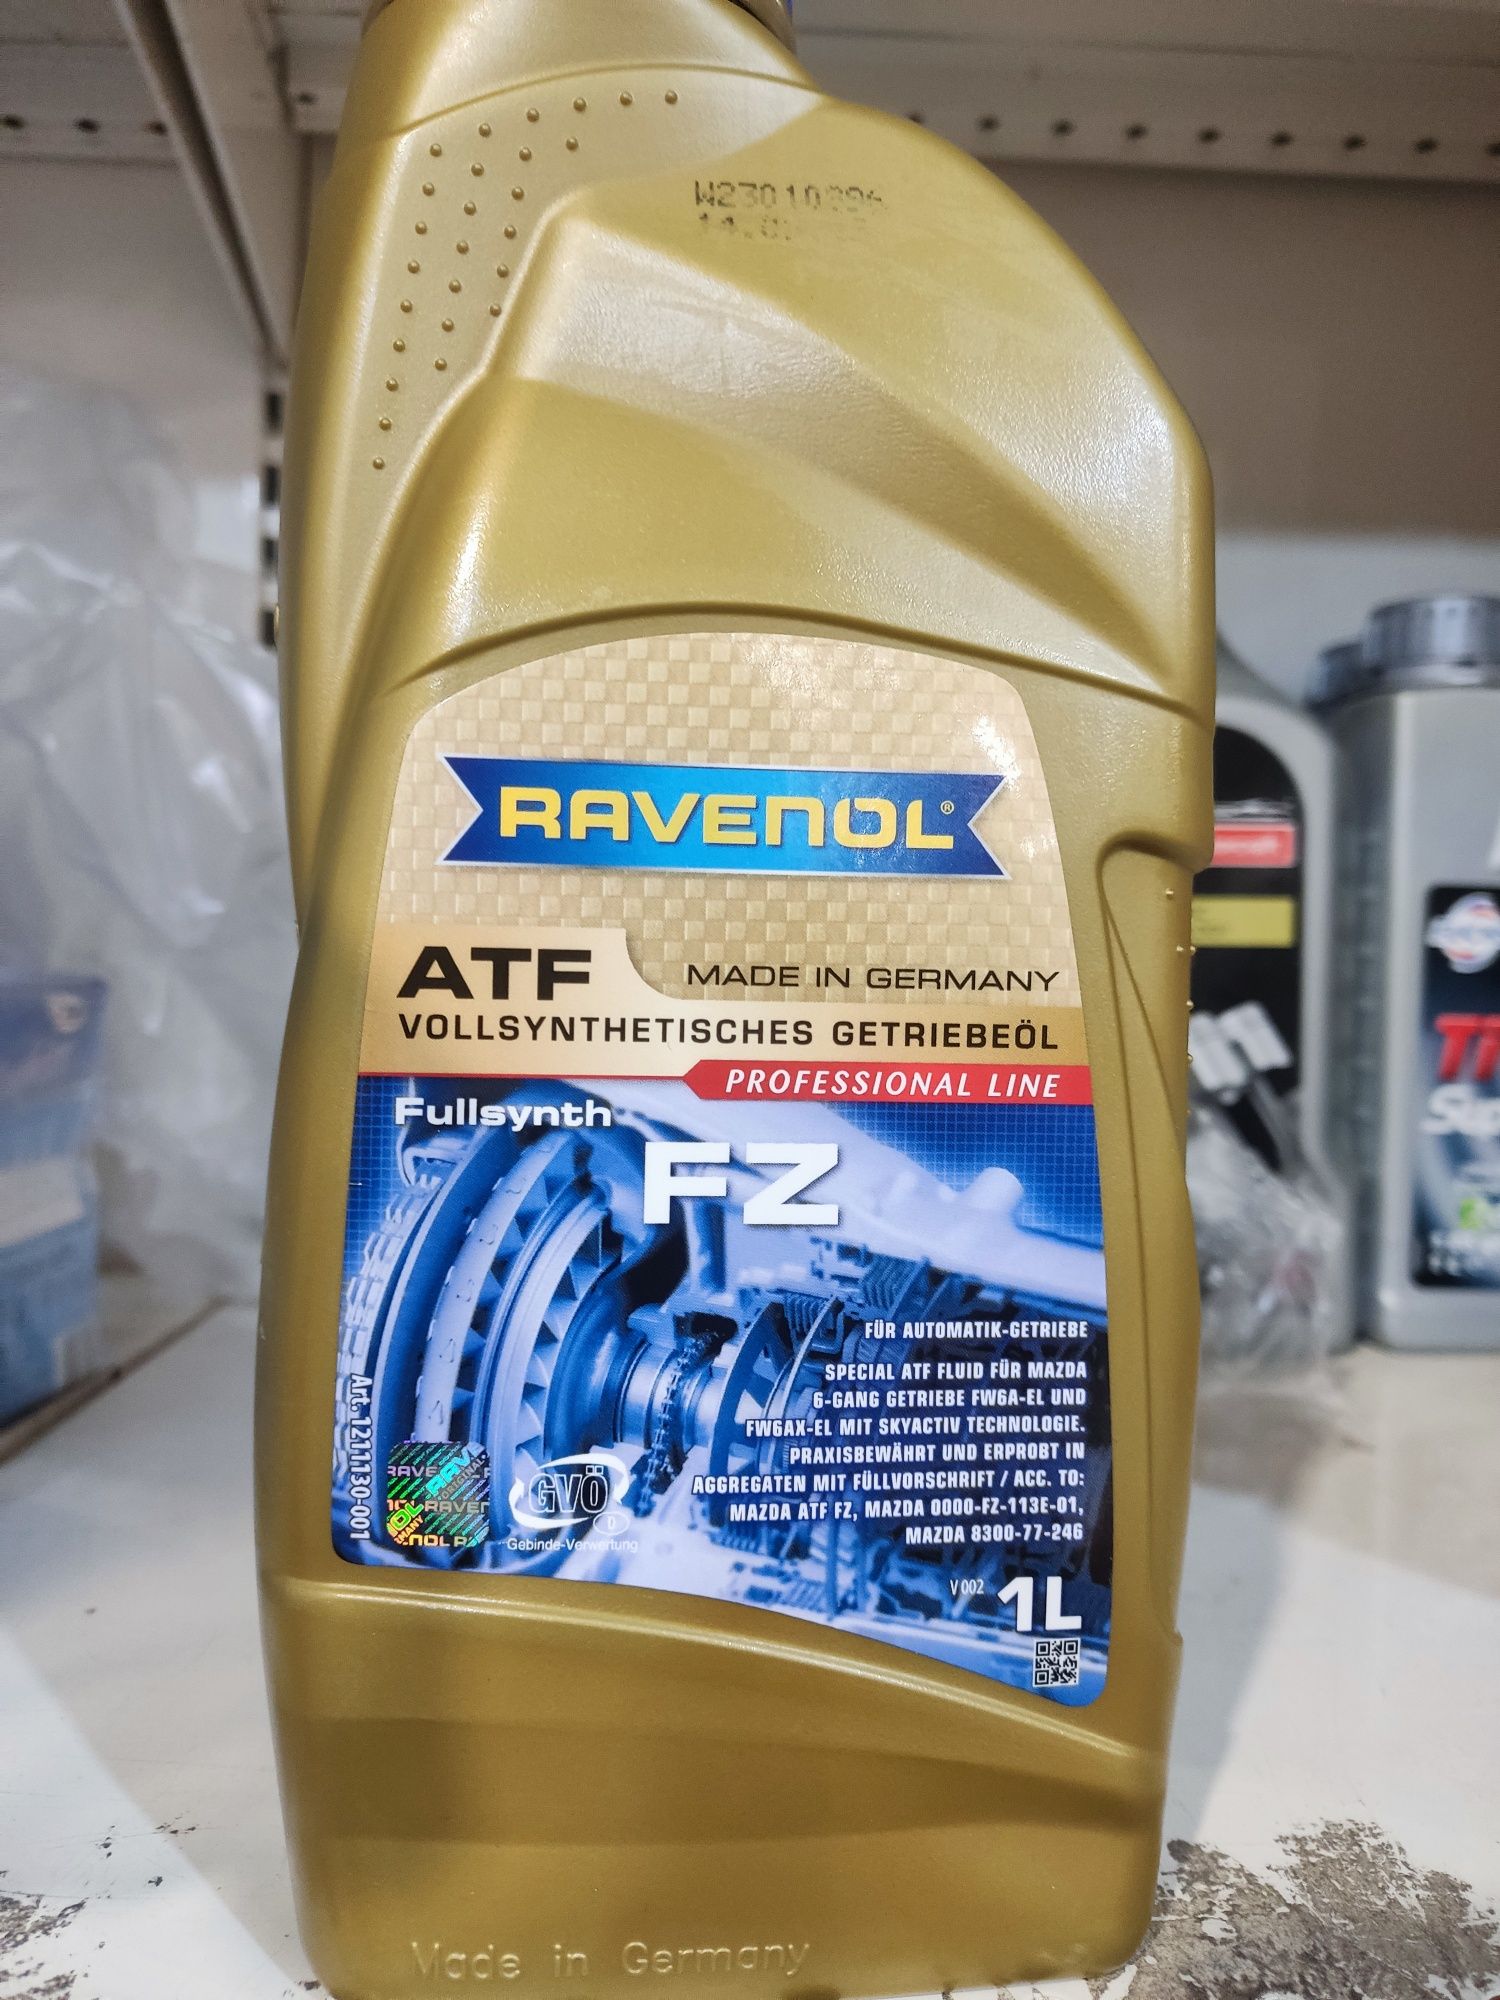 RAVENOL®
ATF
MADE IN GERMANY
VOLLSYNTHETISCHES GETRIEBEÖL
PROFESSIONAL LINE
Fullsynth
FZ
FÜR AUTOMATIK-GETRIEBE
SPECIAL ATF FLUID FÜR MAZDA
6-GANG GETRIEBE FW6A-EL UND
FW6AX-EL MIT SKYACTIV TECHNOLOGIE.
PRAXISBEWÄHRT UND ERPROBT IN
AGGREGATEN MIT FÜLLVORSCHRIFT / ACC. TO:
MAZDA ATF FZ, MAZDA 0000-FZ-113E-01,
MAZDA 8300-77-246
Art. 1211130-001
GVÖ
D
Gebinde-Verwertung
V 002
1L
Made in Germany